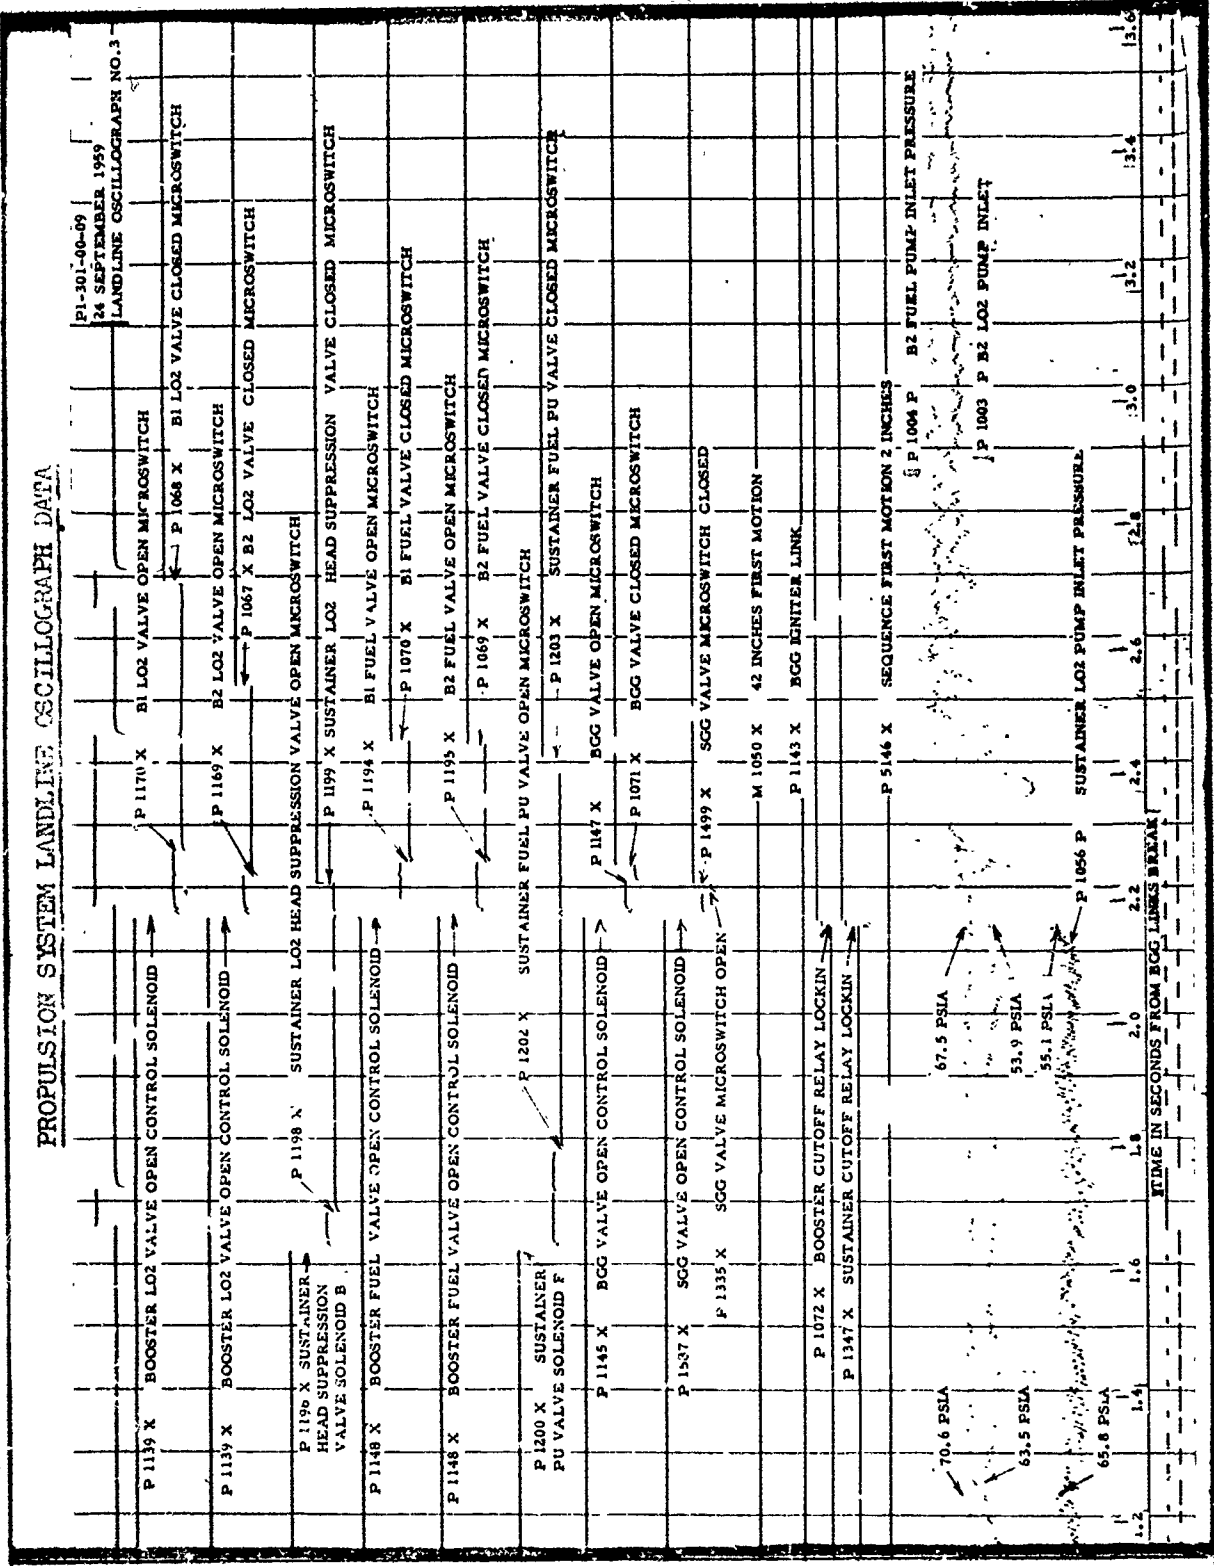 PROPULSION SYSTEM LANDLINE OSCILLOGRAPH DATA
P1-301-00-09
24 SEPTEMBER 1959
LANDLINE OSCILLOGRAPH NO.3
P 1139 X BOOSTER LO2 VALVE OPEN CONTROL SOLENOID
P 1170 X B1 LO2 VALVE OPEN MICROSWITCH
P 1068 X B1 LO2 VALVE CLOSED MICROSWITCH
P 1139 X BOOSTER LO2 VALVE OPEN CONTROL SOLENOID
P 1169 X B2 LO2 VALVE OPEN MICROSWITCH
P 1067 X B2 LO2 VALVE CLOSED MICROSWITCH
P 1196 X SUSTAINER
HEAD SUPPRESSION
VALVE SOLENOID B
P 1198 X SUSTAINER LO2 HEAD SUPPRESSION VALVE OPEN MICROSWITCH
P 1199 X SUSTAINER LO2 HEAD SUPPRESSION VALVE CLOSED MICROSWITCH
P 1148 X BOOSTER FUEL VALVE OPEN CONTROL SOLENOID
P 1194 X B1 FUEL VALVE OPEN MICROSWITCH
P 1070 X B1 FUEL VALVE CLOSED MICROSWITCH
P 1148 X BOOSTER FUEL VALVE OPEN CONTROL SOLENOID
P 1195 X B2 FUEL VALVE OPEN MICROSWITCH
P 1069 X B2 FUEL VALVE CLOSED MICROSWITCH
P 1200 X SUSTAINER
PU VALVE SOLENOID F
P 1202 X SUSTAINER FUEL PU VALVE OPEN MICROSWITCH
P 1203 X SUSTAINER FUEL PU VALVE CLOSED MICROSWITCH
P 1145 X BGG VALVE OPEN CONTROL SOLENOID
P 1147 X BGG VALVE OPEN MICROSWITCH
P 1071 X BGG VALVE CLOSED MICROSWITCH
P 1537 X SGG VALVE OPEN CONTROL SOLENOID
P 1499 X SGG VALVE MICROSWITCH CLOSED
P 1335 X SGG VALVE MICROSWITCH OPEN
M 1050 X 42 INCHES FIRST MOTION
P 1143 X BGG IGNITER LINK
P 1072 X BOOSTER CUTOFF RELAY LOCKIN
P 1347 X SUSTAINER CUTOFF RELAY LOCKIN
P 5146 X SEQUENCE FIRST MOTION 2 INCHES
P 1004 P B2 FUEL PUMP INLET PRESSURE
70.6 PSIA 67.5 PSIA
P 1003 P B2 LO2 PUMP INLET
63.5 PSIA 53.9 PSIA
65.8 PSIA 55.1 PSIA
P 1056 P SUSTAINER LO2 PUMP INLET PRESSURE
1.2 1.4 1.6 1.8 2.0 2.2 2.4 2.6 2.8 3.0 3.2 3.4 3.6
TIME IN SECONDS FROM BGG LINKS BREAK